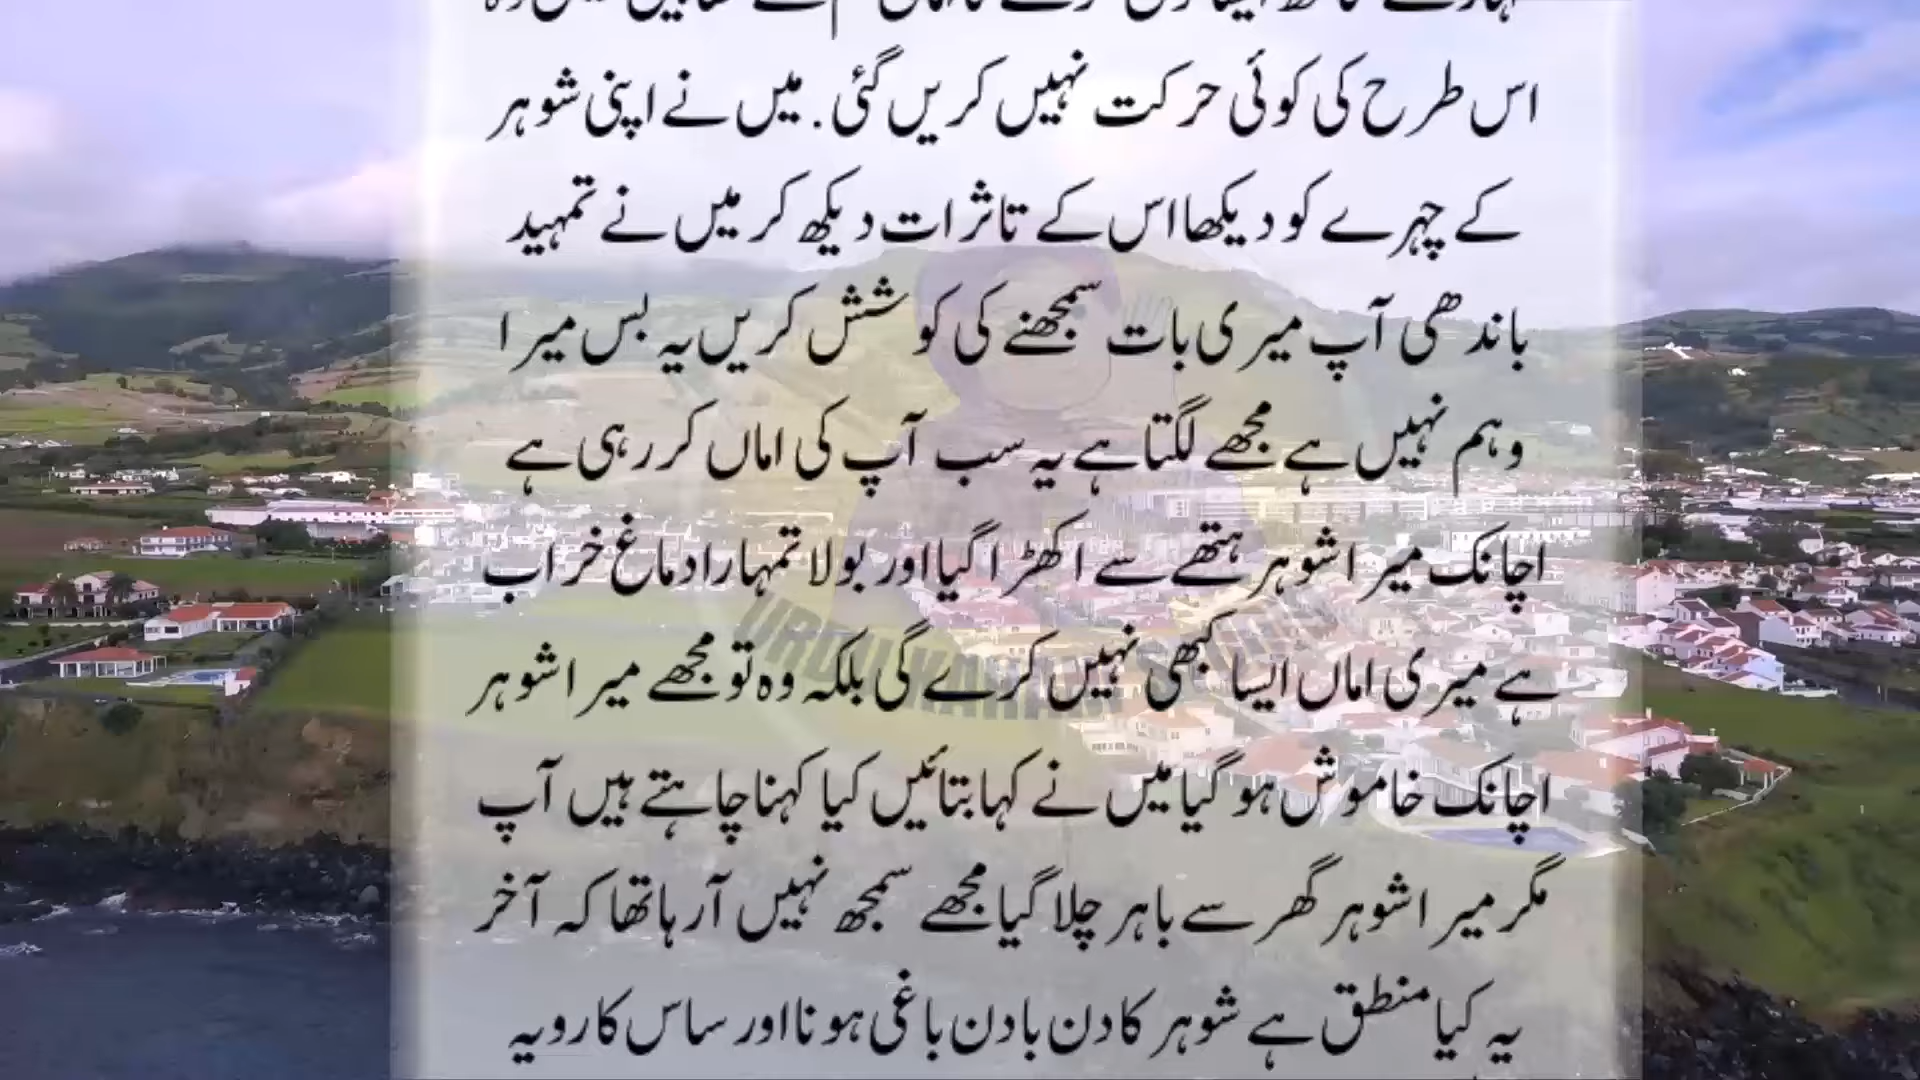 اس طرح کی کوئی حرکت نہیں کریں گئی. میں نے اپنی شوہر
کے چہرے کو دیکھا اس کے تاثرات دیکھ کر میں نے تمہید
باندھی آپ میری بات سمجھنے کی کوشش کریں یہ بس میرا
وہم نہیں ہے مجھے لگتا ہے یہ سب آپ کی اماں کر رہی ہے
اچانک میرا شوہر ہتھے سے اکھڑا گیا اور بولا تمہارا دماغ خراب
ہے میری اماں ایسا کبھی نہیں کرے گی بلکہ وہ تو مجھے میرا شوہر
اچانک خاموش ہو گیا میں نے کہا بتائیں کیا کہنا چاہتے ہیں آپ
مگر میرا شوہر گھر سے باہر چلا گیا مجھے سمجھ نہیں آ رہا تھا کہ آخر
یہ کیا منطق ہے شوہر کا دن بادن باغی ہونا اور ساس کا رویہ